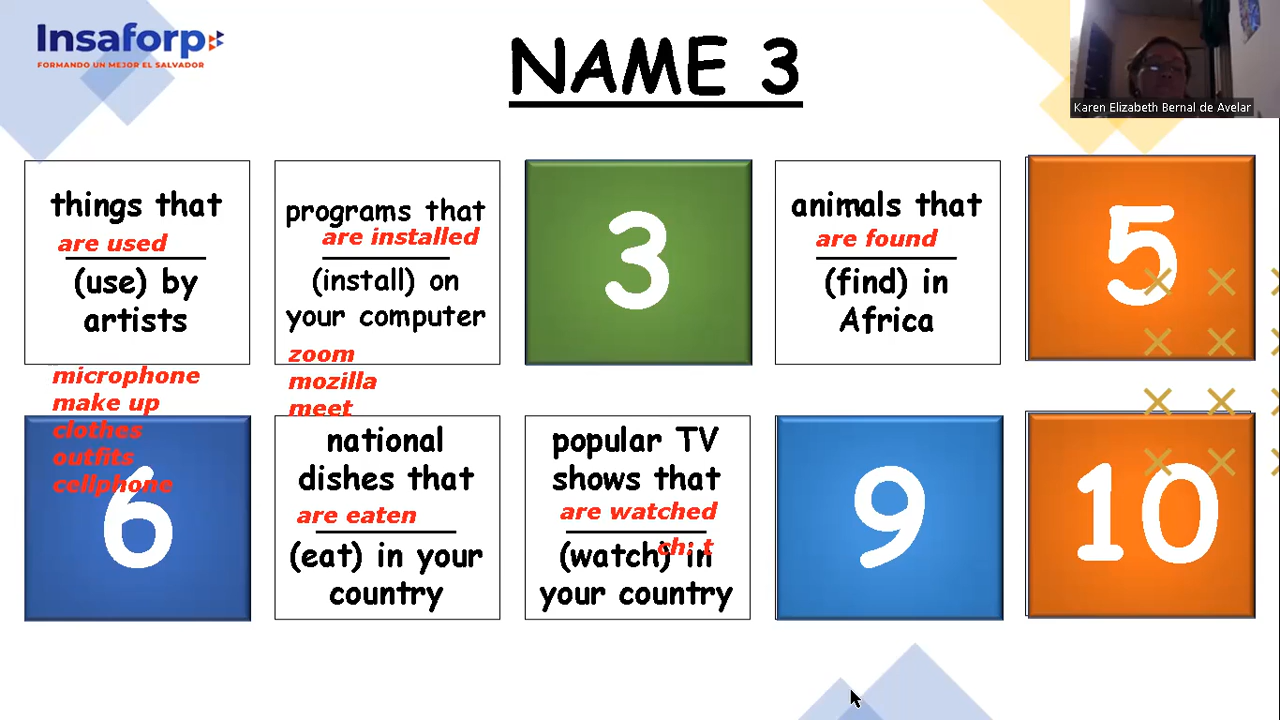 Insaforp
FORMANDO UN MEJOR EL SALVADOR
NAME 3
Karen Elizabeth Bernal de Avelar
things that
are used
(use) by
artists
programs that
are installed
(install) on
your computer
3
animals that
are found
(find) in
Africa
5
microphone
make up
clothes
outfits
cellphone
zoom
mozilla
meet
6
national
dishes that
are eaten
(eat) in your
country
popular TV
shows that
are watched
ch: t
(watch) in
your country
9
10